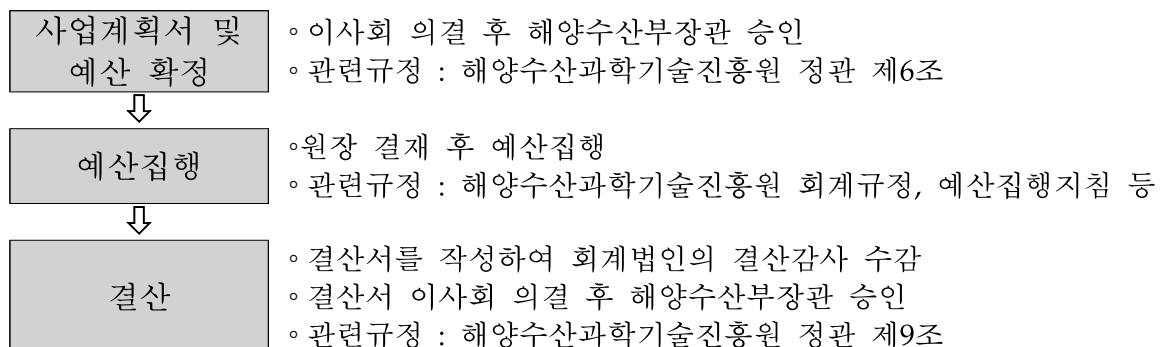 사업계획서 및
예산 확정
◦이사회 의결 후 해양수산부장관 승인
◦관련규정 : 해양수산과학기술진흥원 정관 제6조
예산집행
◦원장 결재 후 예산집행
◦관련규정 : 해양수산과학기술진흥원 회계규정, 예산집행지침 등
결산
◦결산서를 작성하여 회계법인의 결산감사 수감
◦결산서 이사회 의결 후 해양수산부장관 승인
◦관련규정 : 해양수산과학기술진흥원 정관 제9조